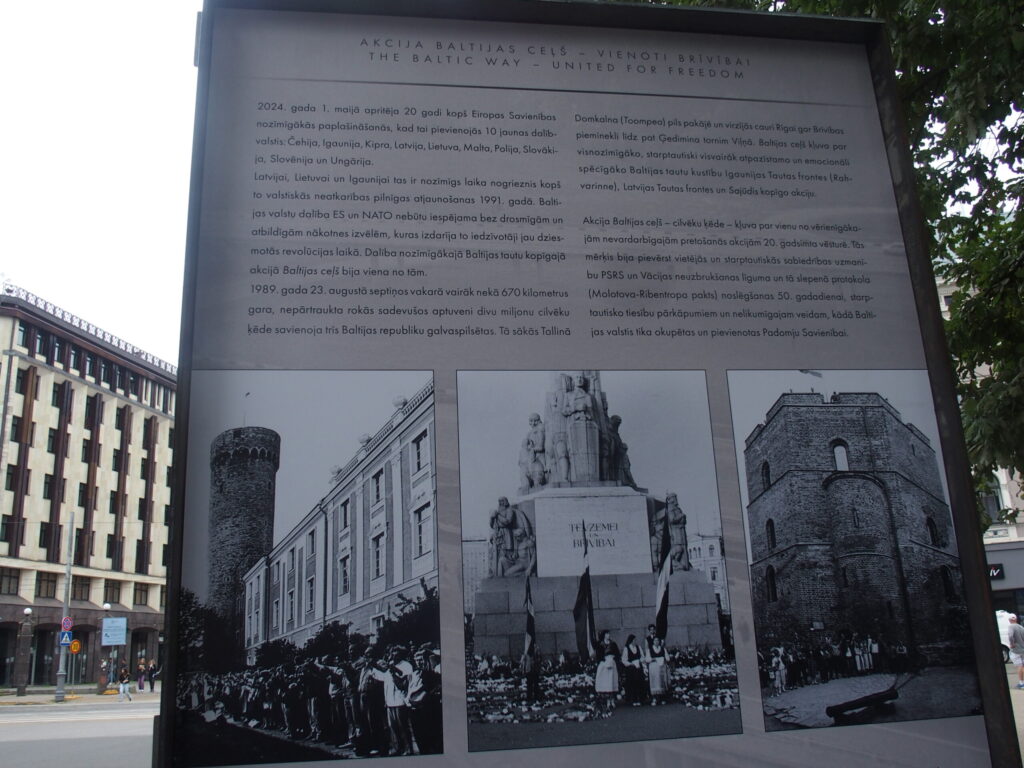 AKCIJA BALTIJAS CEĻŠ – VIENOTI BRĪVĪBAI
THE BALTIC WAY – UNITED FOR FREEDOM
2024. gada 1. maijā apritēja 20 gadi kopš Eiropas Savienības
nozīmīgākās paplašināšanās, kad tai pievienojās 10 jaunas dalīb-
valstis: Čehija, Igaunija, Kipra, Latvija, Lietuva, Malta, Polija, Slovāki-
ja, Slovēnija un Ungārija.
Latvijai, Lietuvai un Igaunijai tas ir nozīmīgs laika nogrieznis kopš
to valstiskās neatkarības pilnīgas atjaunošanas 1991. gadā. Balti-
jas valstu dalība ES un NATO nebūtu iespējama bez drosmīgām un
atbildīgām nākotnes izvēlēm, kuras izdarīja to iedzīvotāji jau dzies-
motās revolūcijas laikā. Dalība nozīmīgākajā Baltijas tautu kopīgajā
akcijā Baltijas ceļš bija viena no tām.
1989. gada 23. augustā septiņos vakarā vairāk nekā 670 kilometrus
gara, nepārtraukta rokās sadevušos aptuveni divu miljonu cilvēku
ķēde savienoja trīs Baltijas republiku galvaspilsētas. Tā sākās Tallinā
Domkalna (Toompea) pils pakājē un virzījās cauri Rīgai gar Brīvības
pieminekli līdz pat Gedimina tornim Viļņā. Baltijas ceļš kļuva par
visnozīmīgāko, starptautiski visvairāk atpazīstamo un emocionāli
spēcīgāko Baltijas tautu kustību Igaunijas Tautas frontes (Rah-
varinne), Latvijas Tautas frontes un Sajūdis kopīgo akciju.
Akcija Baltijas ceļš – cilvēku ķēde – kļuva par vienu no vērienīgāka-
jām nevardarbīgajām pretošanās akcijām 20. gadsimta vēsturē. Tās
mērķis bija pievērst vietējās un starptautiskās sabiedrības uzmanī-
bu PSRS un Vācijas neuzbrukšanas līguma un tā slepenā protokola
(Molotova-Ribentropa pakts) noslēgšanas 50. gadadienai, starp-
tautisko tiesību pārkāpumiem un nelikumīgajam veidam, kādā Balti-
jas valstis tika okupētas un pievienotas Padomju Savienībai.
TĒVZEMEI
UN
BRĪVĪBAI